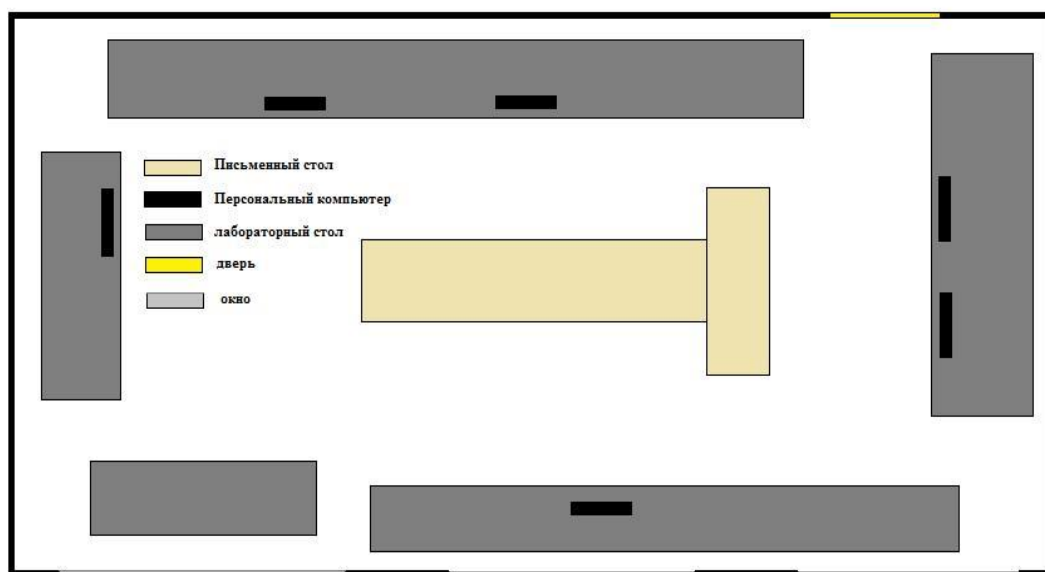 Письменный стол
Персональный компьютер
лабораторный стол
дверь
окно